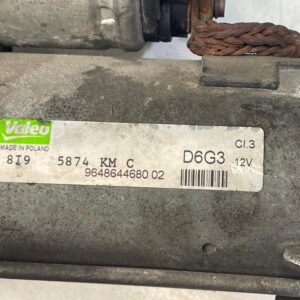 Valeo
MADE IN POLAND
8I9 5874 KM C
9648644680 02
D6G3
Cl.3
12V